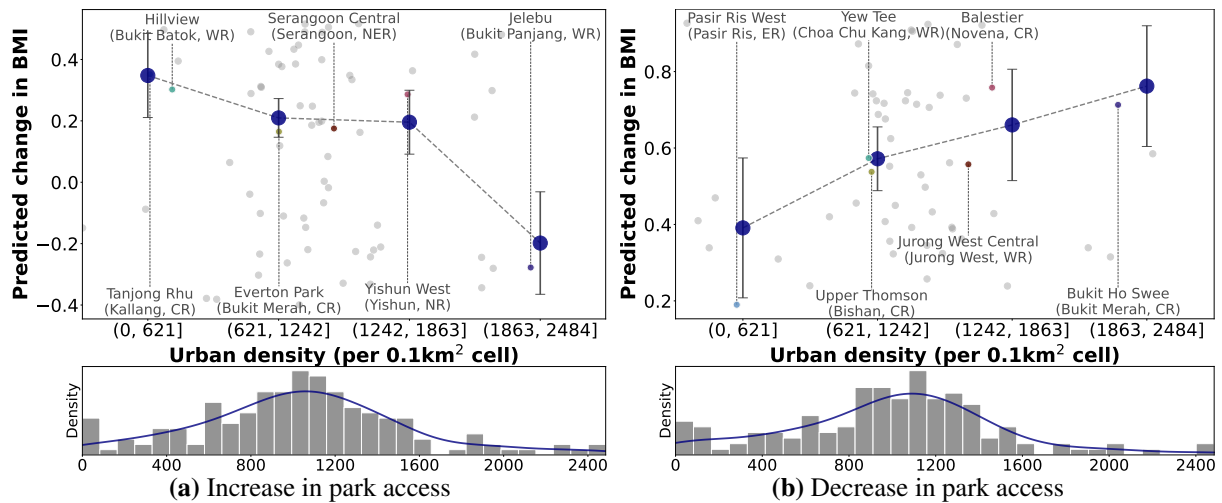 Predicted change in BMI
0.4
0.2
0.0
−0.2
−0.4
Hillview
(Bukit Batok, WR)
Serangoon Central
(Serangoon, NER)
Jelebu
(Bukit Panjang, WR)
Tanjong Rhu
(Kallang, CR)
Everton Park
(Bukit Merah, CR)
Yishun West
(Yishun, NR)
(0, 621]
(621, 1242]
(1242, 1863]
(1863, 2484]
Urban density (per 0.1km² cell)
Density
0
400
800
1200
1600
2000
2400
(a) Increase in park access
Predicted change in BMI
0.8
0.6
0.4
0.2
Pasir Ris West
(Pasir Ris, ER)
Yew Tee
(Choa Chu Kang, WR)
Balestier
(Novena, CR)
Jurong West Central
(Jurong West, WR)
Upper Thomson
(Bishan, CR)
Bukit Ho Swee
(Bukit Merah, CR)
(0, 621]
(621, 1242]
(1242, 1863]
(1863, 2484]
Urban density (per 0.1km² cell)
Density
0
400
800
1200
1600
2000
2400
(b) Decrease in park access